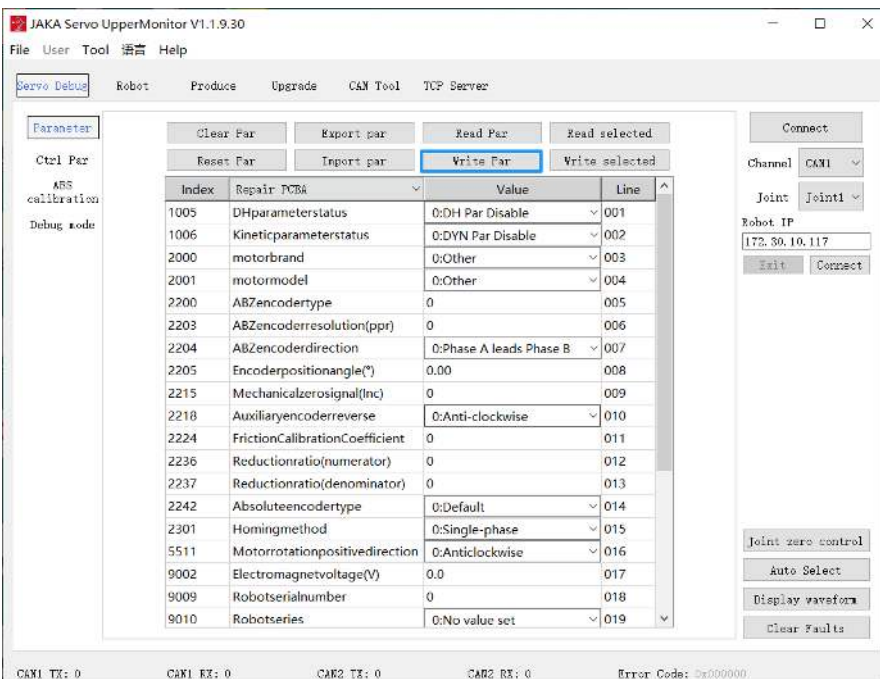 JAKA Servo UpperMonitor V1.1.9.30
File User Tool 语言 Help
Servo Debug Robot Produce Upgrade CAN Tool TCP Server
Parameter
Ctrl Par
ABS
calibration
Debug mode
Clear Par Export par Read Par Read selected
Reset Par Import par Write Par Write selected
Index Repair PCBA Value Line
1005 DHparameterstatus 0:DH Par Disable 001
1006 Kineticparameterstatus 0:DYN Par Disable 002
2000 motorbrand 0:Other 003
2001 motormodel 0:Other 004
2200 ABZencodertype 0 005
2203 ABZencoderresolution(ppr) 0 006
2204 ABZencoderdirection 0:Phase A leads Phase B 007
2205 Encoderpositionangle(°) 0.00 008
2215 Mechanicalzerosignal(Inc) 0 009
2218 Auxiliaryencoderreverse 0:Anti-clockwise 010
2224 FrictionCalibrationCoefficient 0 011
2236 Reductionratio(numerator) 0 012
2237 Reductionratio(denominator) 0 013
2242 Absoluteencodertype 0:Default 014
2301 Homingmethod 0:Single-phase 015
5511 Motorrotationpositivedirection 0:Anticlockwise 016
9002 Electromagnetvoltage(V) 0.0 017
9009 Robotserialnumber 0 018
9010 Robotseries 0:No value set 019
Connect
Channel CAN1
Joint Joint1
Robot IP
172.30.10.117
Exit Connect
Joint zero control
Auto Select
Display waveform
Clear Faults
CAN1 TX: 0 CAN1 RX: 0 CAN2 TX: 0 CAN2 RX: 0 Error Code: 0x000000